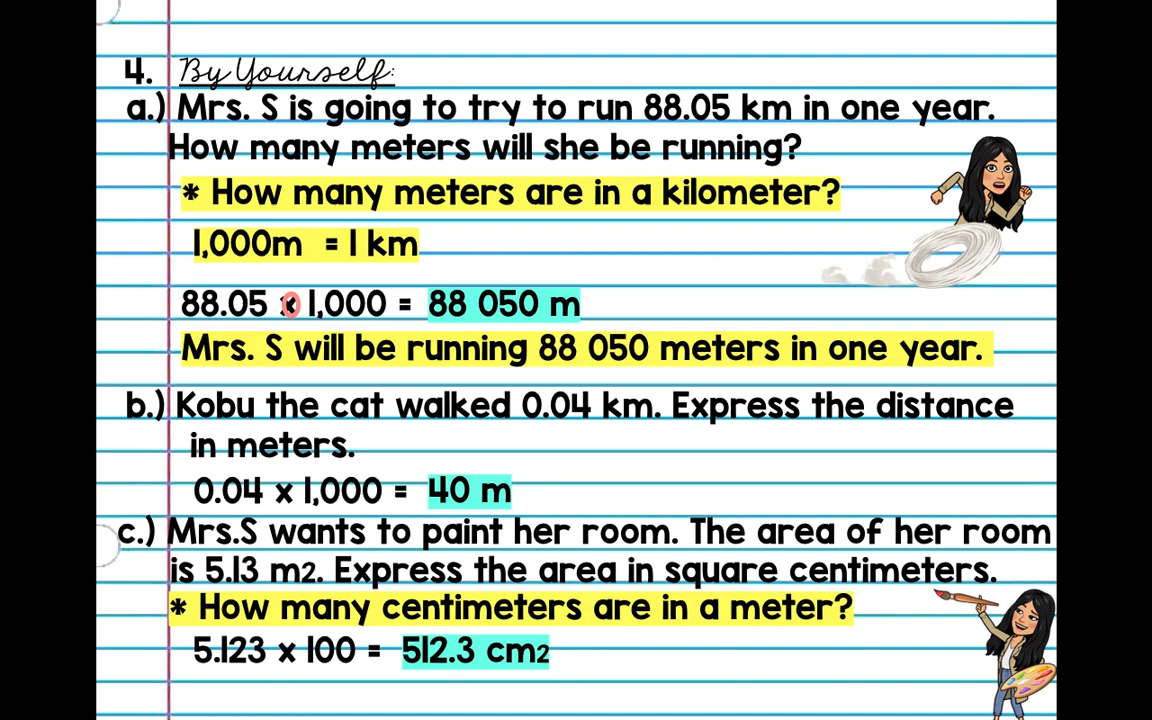 4. By Yourself:
a.) Mrs. S is going to try to run 88.05 km in one year.
How many meters will she be running?
* How many meters are in a kilometer?
1,000m = 1 km
88.05 x 1,000 = 88 050 m
Mrs. S will be running 88 050 meters in one year.
b.) Kobu the cat walked 0.04 km. Express the distance
in meters.
0.04 x 1,000 = 40 m
c.) Mrs.S wants to paint her room. The area of her room
is 5.13 m2. Express the area in square centimeters.
* How many centimeters are in a meter?
5.123 x 100 = 512.3 cm2